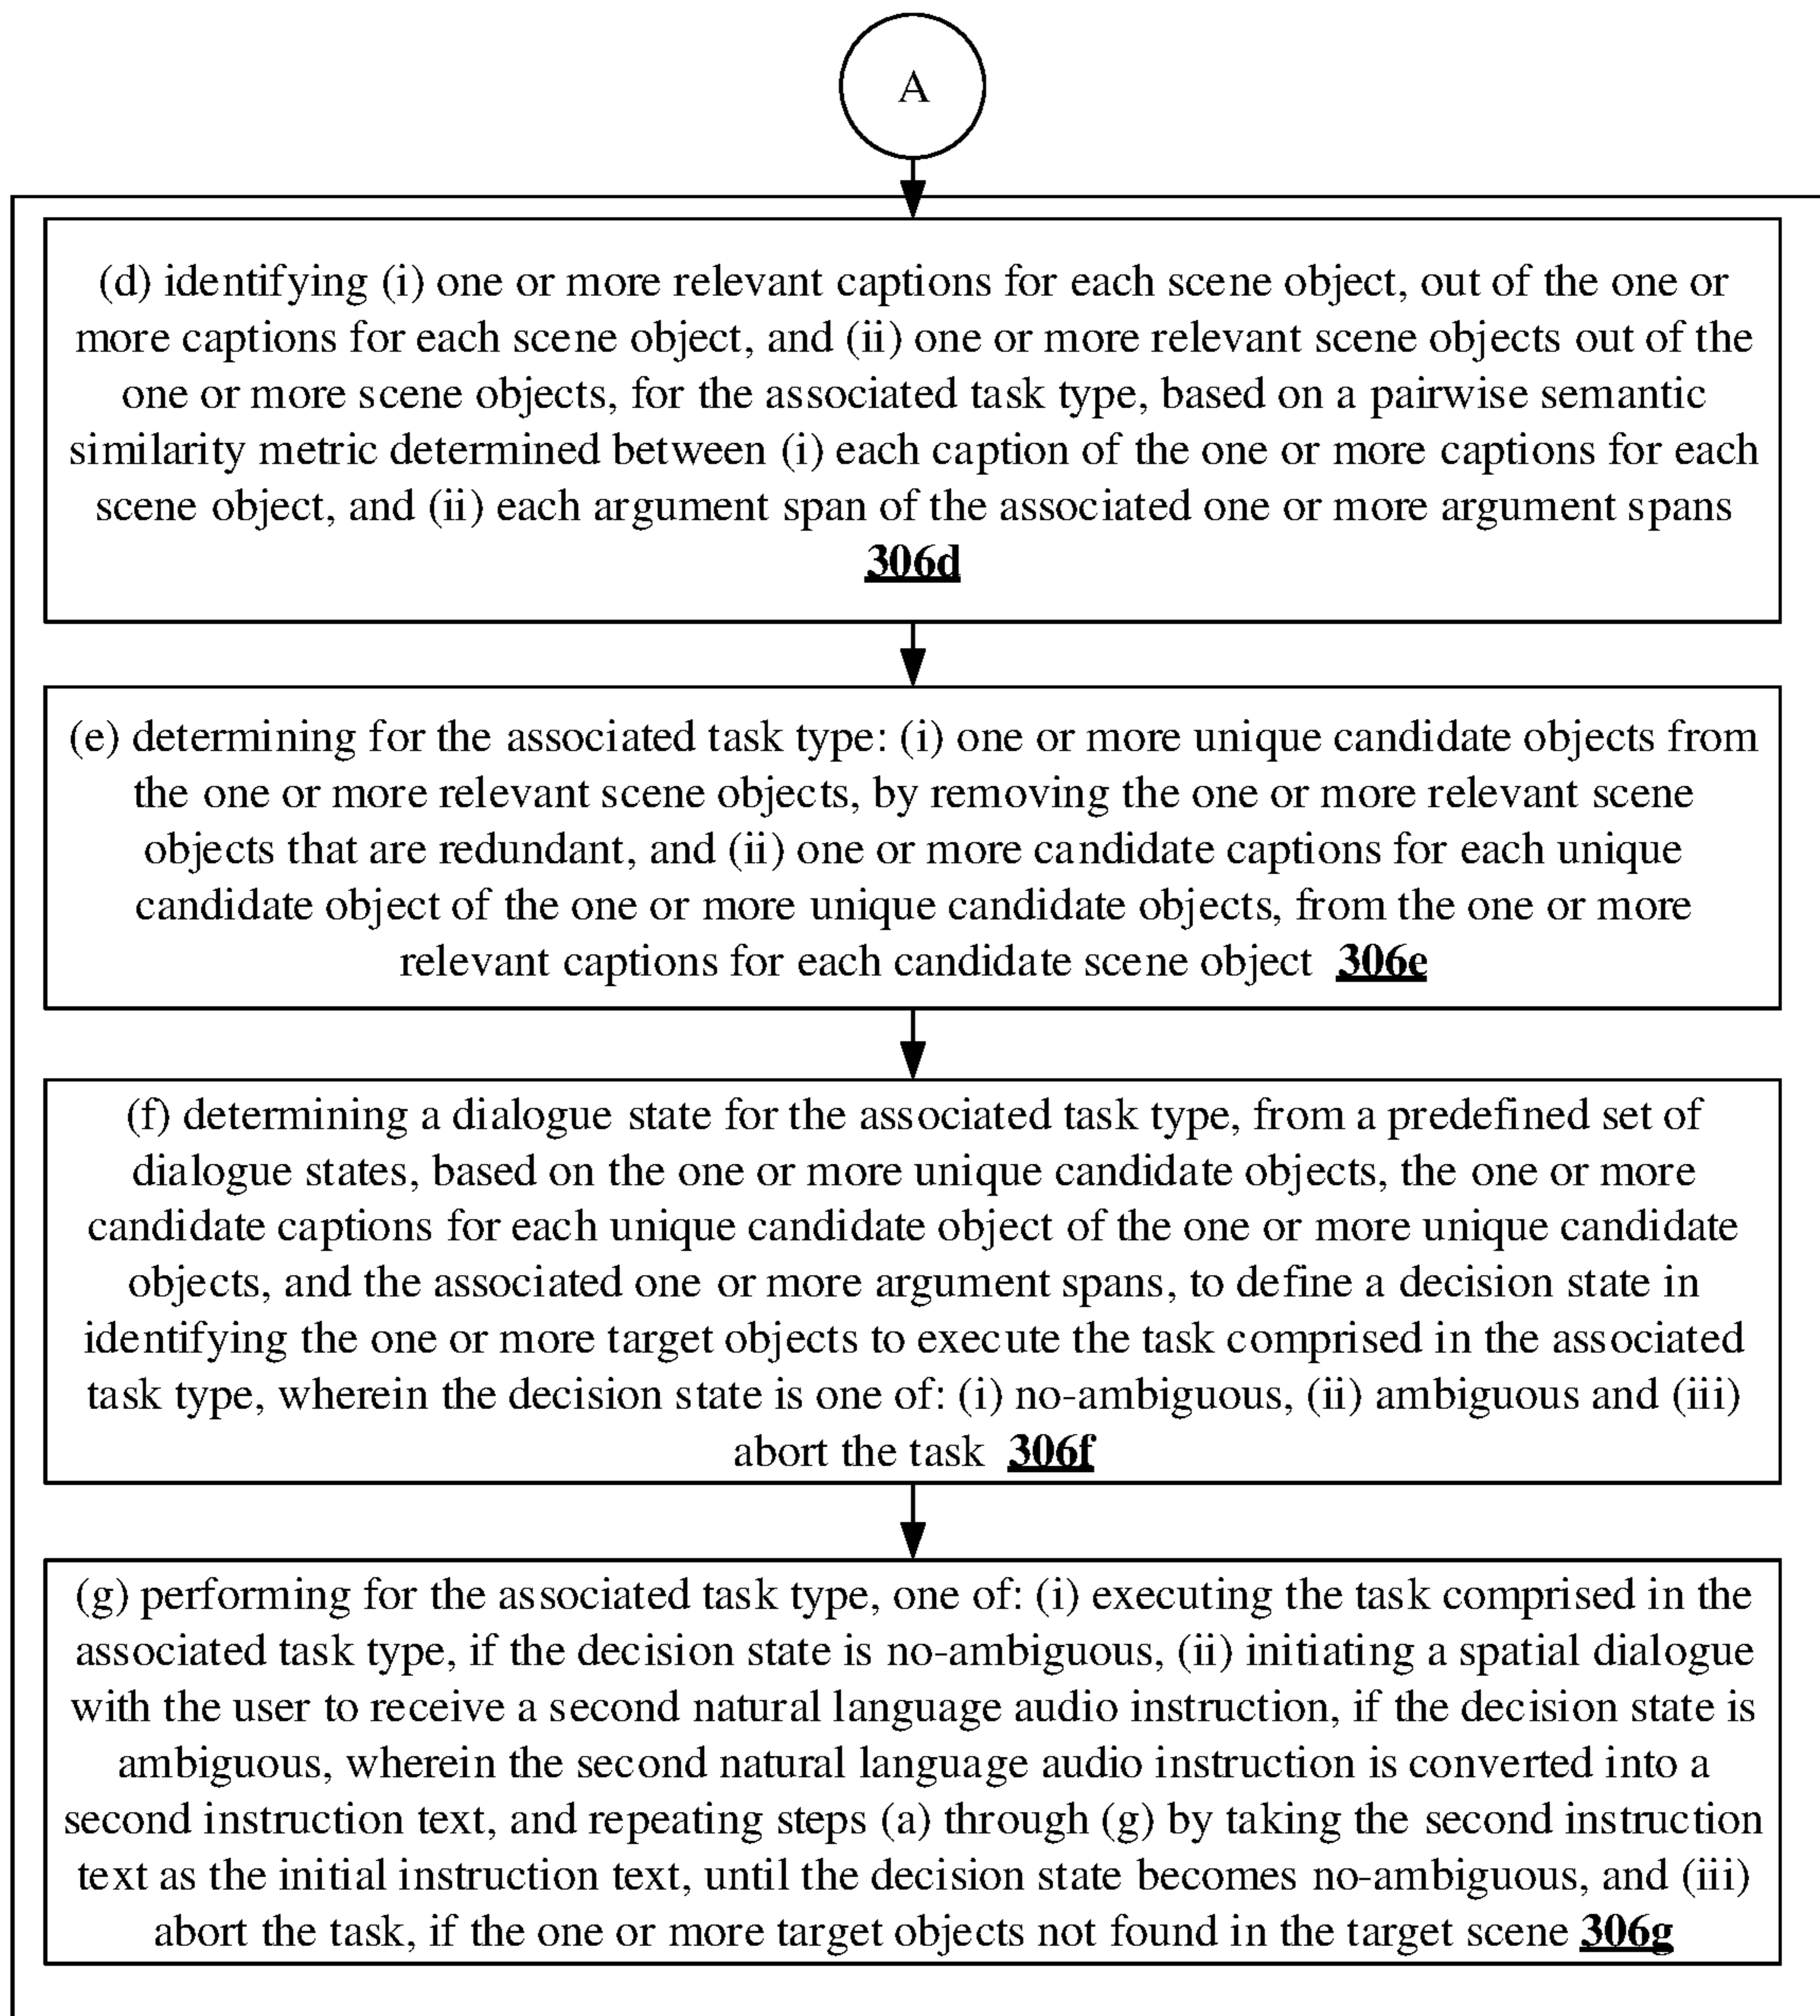 A
(d) identifying (i) one or more relevant captions for each scene object, out of the one or
more captions for each scene object, and (ii) one or more relevant scene objects out of the
one or more scene objects, for the associated task type, based on a pairwise semantic
similarity metric determined between (i) each caption of the one or more captions for each
scene object, and (ii) each argument span of the associated one or more argument spans
306d
(e) determining for the associated task type: (i) one or more unique candidate objects from
the one or more relevant scene objects, by removing the one or more relevant scene
objects that are redundant, and (ii) one or more candidate captions for each unique
candidate object of the one or more unique candidate objects, from the one or more
relevant captions for each candidate scene object 306e
(f) determining a dialogue state for the associated task type, from a predefined set of
dialogue states, based on the one or more unique candidate objects, the one or more
candidate captions for each unique candidate object of the one or more unique candidate
objects, and the associated one or more argument spans, to define a decision state in
identifying the one or more target objects to execute the task comprised in the associated
task type, wherein the decision state is one of: (i) no-ambiguous, (ii) ambiguous and (iii)
abort the task 306f
(g) performing for the associated task type, one of: (i) executing the task comprised in the
associated task type, if the decision state is no-ambiguous, (ii) initiating a spatial dialogue
with the user to receive a second natural language audio instruction, if the decision state is
ambiguous, wherein the second natural language audio instruction is converted into a
second instruction text, and repeating steps (a) through (g) by taking the second instruction
text as the initial instruction text, until the decision state becomes no-ambiguous, and (iii)
abort the task, if the one or more target objects not found in the target scene 306g